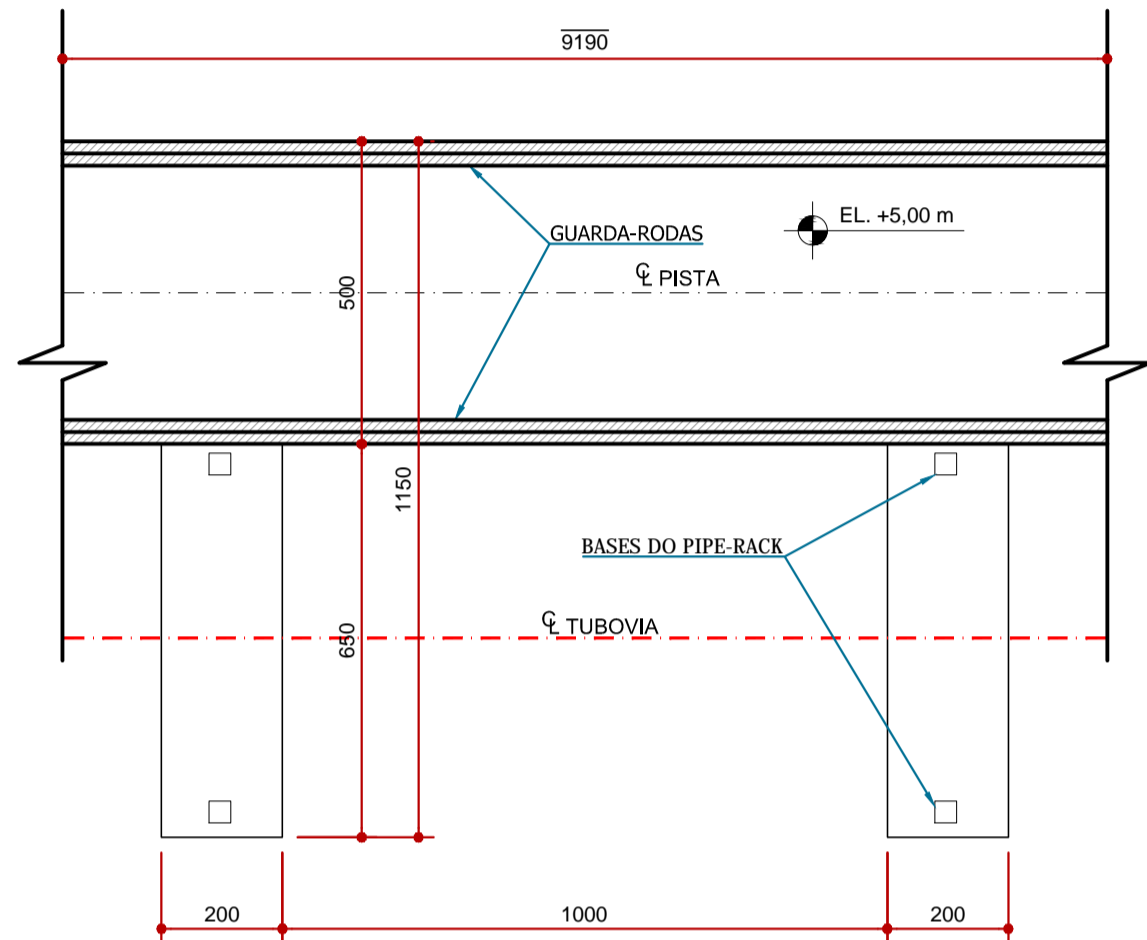 9190
EL. +5,00 m
GUARDA-RODAS
℄ PISTA
500
1150
BASES DO PIPE-RACK
℄ TUBOVIA
650
200
1000
200